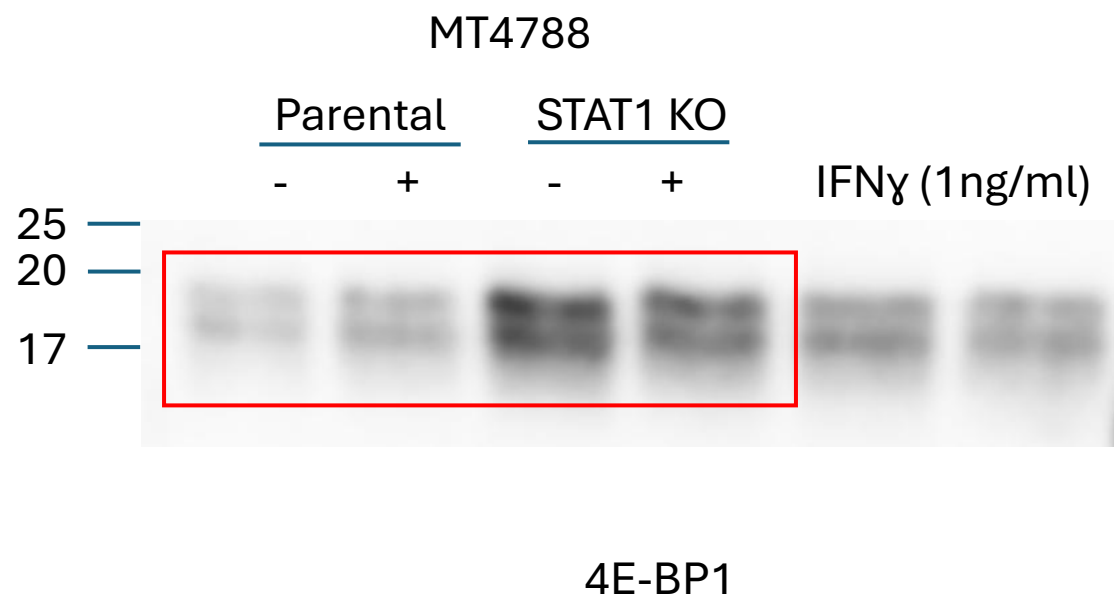 MT4788
Parental STAT1 KO
- + - + IFNɣ (1ng/ml)
25
20
17
4E-BP1